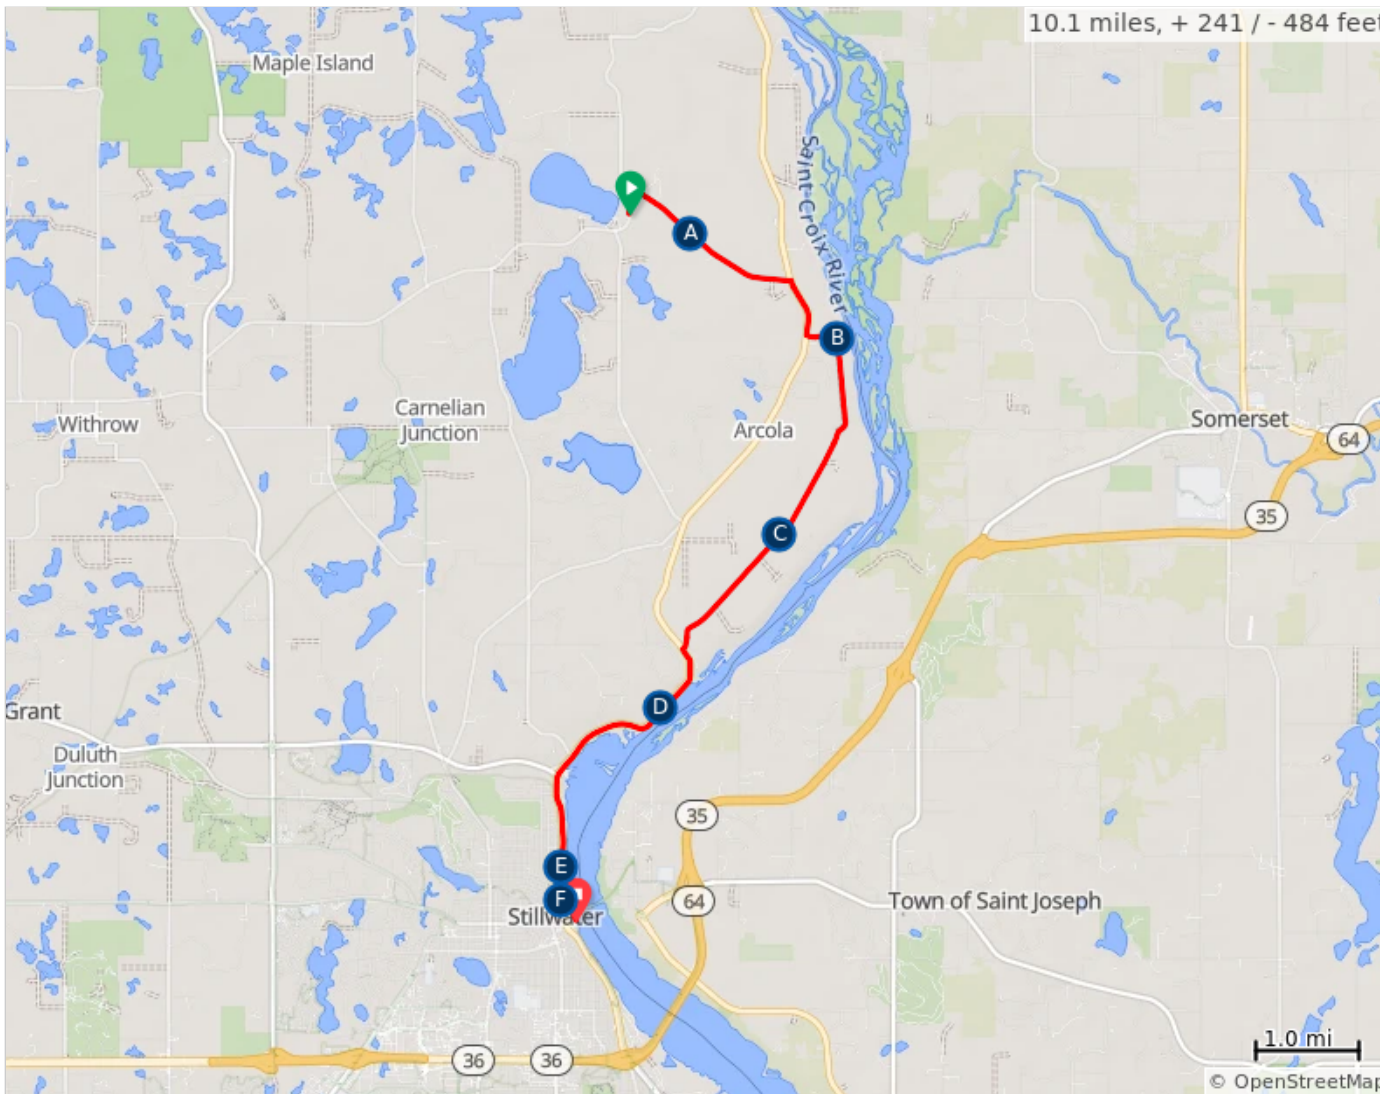 10.1 miles, + 241 / - 484 feet
Maple Island
Saint Croix River
A
B
Carnelian
Junction
Withrow
Arcola
Somerset
64
35
C
Grant
D
Duluth
Junction
35
E
F
Stillwater
64
Town of Saint Joseph
36
36
1.0 mi
© OpenStreetMap